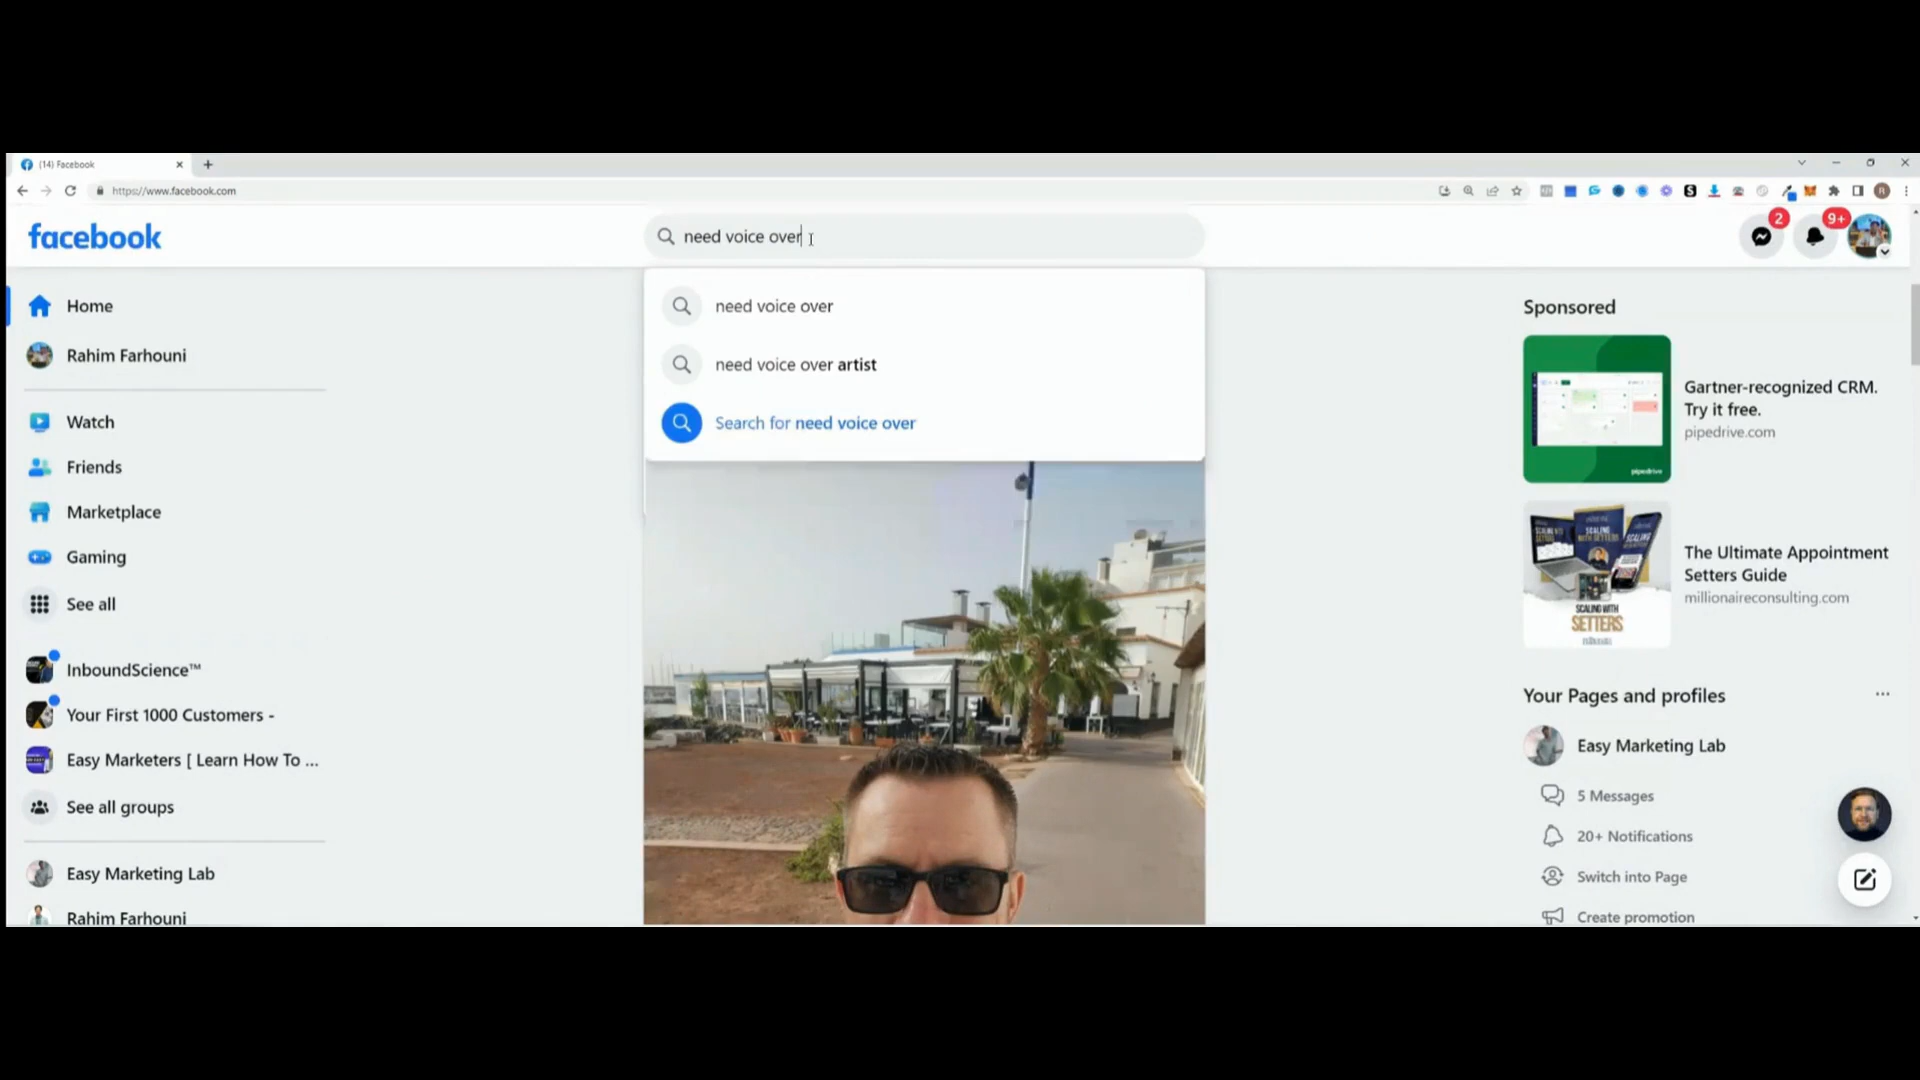 (14) Facebook
https://www.facebook.com
facebook
need voice over
2
9+
need voice over
need voice over artist
Search for need voice over
Home
Rahim Farhouni
Watch
Friends
Marketplace
Gaming
See all
InboundScience™
Your First 1000 Customers -
Easy Marketers [ Learn How To ...
See all groups
Easy Marketing Lab
Rahim Farhouni
Sponsored
pipedrive
Gartner-recognized CRM.
Try it free.
pipedrive.com
SCALING WITH
SETTERS
The Ultimate Appointment
Setters Guide
millionaireconsulting.com
Your Pages and profiles
Easy Marketing Lab
5 Messages
20+ Notifications
Switch into Page
Create promotion